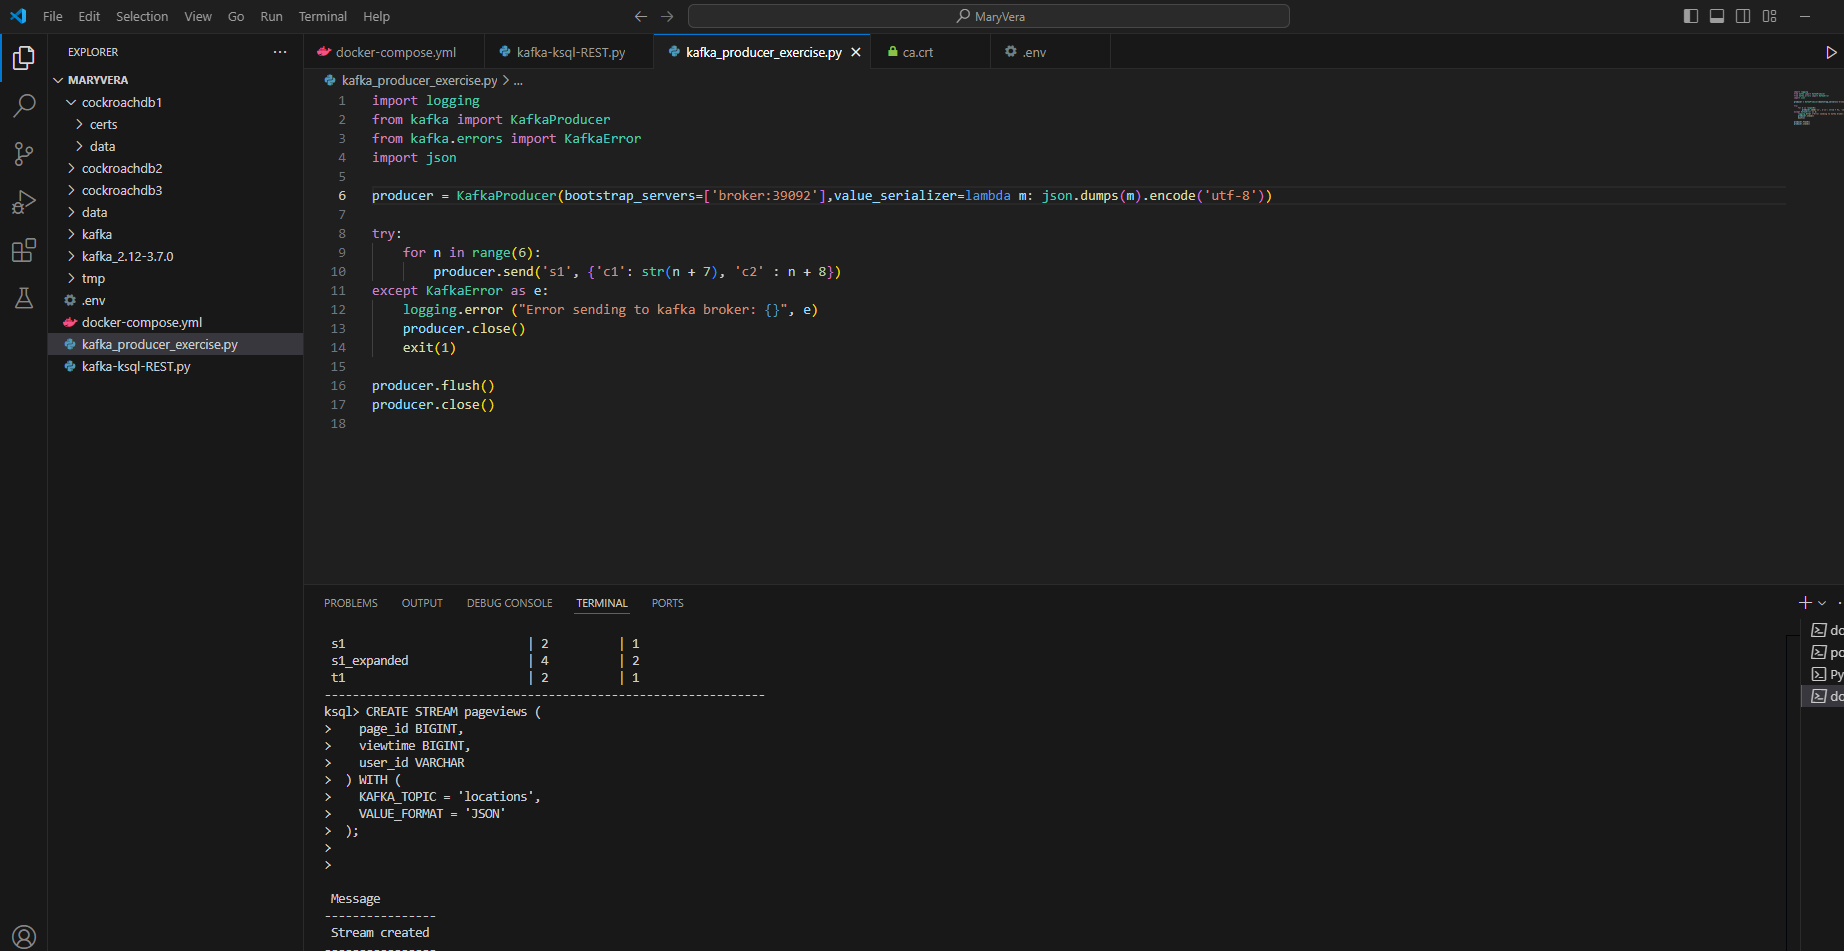 File Edit Selection View Go Run Terminal Help
MaryVera
EXPLORER
MARYVERA
cockroachdb1
certs
data
cockroachdb2
cockroachdb3
data
kafka
kafka_2.12-3.7.0
tmp
.env
docker-compose.yml
kafka_producer_exercise.py
kafka-ksql-REST.py
docker-compose.yml kafka-ksql-REST.py kafka_producer_exercise.py ca.crt .env
kafka_producer_exercise.py > ...
1 import logging
2 from kafka import KafkaProducer
3 from kafka.errors import KafkaError
4 import json
5
6 producer = KafkaProducer(bootstrap_servers=['broker:39092'],value_serializer=lambda m: json.dumps(m).encode('utf-8'))
7
8 try:
9     for n in range(6):
10         producer.send('s1', {'c1': str(n + 7), 'c2' : n + 8})
11 except KafkaError as e:
12     logging.error ("Error sending to kafka broker: {}", e)
13     producer.close()
14     exit(1)
15
16 producer.flush()
17 producer.close()
18
PROBLEMS OUTPUT DEBUG CONSOLE TERMINAL PORTS
s1 | 2 | 1
s1_expanded | 4 | 2
t1 | 2 | 1
---------------------------------------------------------------
ksql> CREATE STREAM pageviews (
>    page_id BIGINT,
>    viewtime BIGINT,
>    user_id VARCHAR
>  ) WITH (
>    KAFKA_TOPIC = 'locations',
>    VALUE_FORMAT = 'JSON'
>  );
>
>
Message
----------------
Stream created
----------------
do
po
Py
do